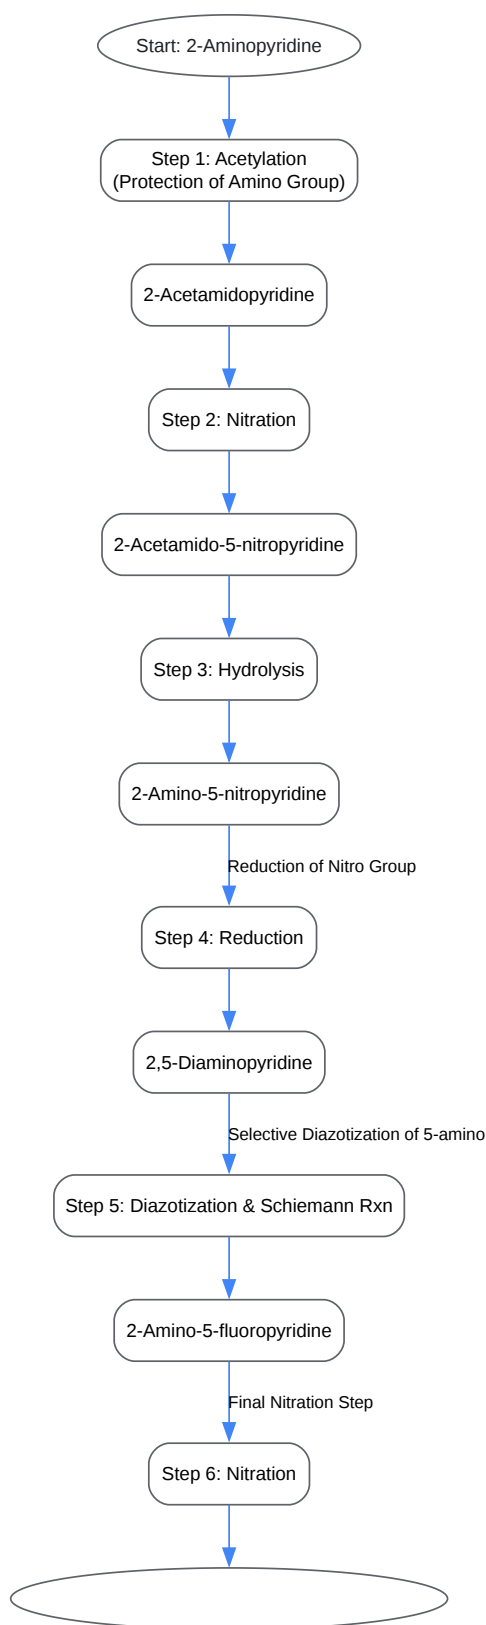 Start: 2-Aminopyridine
Step 1: Acetylation
(Protection of Amino Group)
2-Acetamidopyridine
Step 2: Nitration
2-Acetamido-5-nitropyridine
Step 3: Hydrolysis
2-Amino-5-nitropyridine
Reduction of Nitro Group
Step 4: Reduction
2,5-Diaminopyridine
Selective Diazotization of 5-amino
Step 5: Diazotization & Schiemann Rxn
2-Amino-5-fluoropyridine
Final Nitration Step
Step 6: Nitration